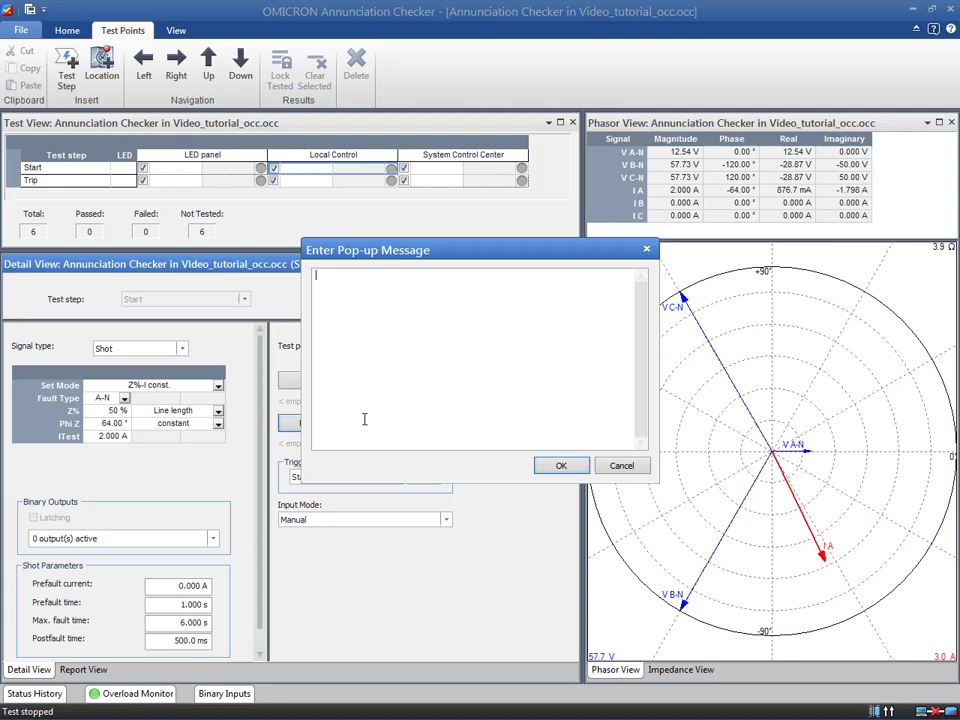 OMICRON Annunciation Checker - [Annunciation Checker in Video_tutorial_occ.occ]
File Home Test Points View
Cut
Copy
Paste
Clipboard
Test Step
Location
Insert
Left Right Up Down
Navigation
Lock Tested
Clear Selected
Results
Delete
Test View: Annunciation Checker in Video_tutorial_occ.occ
Test step LED LED panel Local Control System Control Center
Start
Trip
Total: Passed: Failed: Not Tested:
6 0 0 6
Phasor View: Annunciation Checker in Video_tutorial_occ.occ
Signal Magnitude Phase Real Imaginary
V A-N 12.54 V 0.00 ° 12.54 V 0.000 V
V B-N 57.73 V -120.00 ° -28.87 V -50.00 V
V C-N 57.73 V 120.00 ° -28.87 V 50.00 V
I A 2.000 A -64.00 ° 876.7 mA -1.798 A
I B 0.000 A 0.00 ° 0.000 A 0.000 A
I C 0.000 A 0.00 ° 0.000 A 0.000 A
Detail View: Annunciation Checker in Video_tutorial_occ.occ (S
Test step: Start
Signal type: Shot
Set Mode Z%-I const.
Fault Type A-N
Z% 50 % Line length
Phi Z 64.00 ° constant
ITest 2.000 A
Binary Outputs
Latching
0 output(s) active
Shot Parameters
Prefault current: 0.000 A
Prefault time: 1.000 s
Max. fault time: 6.000 s
Postfault time: 500.0 ms
Test p
< emp
< emp
Trigg
Sta
Input Mode:
Manual
Enter Pop-up Message
OK Cancel
3.9 Ω
+90°
V C-N
V A-N
0°
I A
V B-N
-90°
57.7 V 3.0 A
Detail View Report View
Phasor View Impedance View
Status History Overload Monitor Binary Inputs
Test stopped